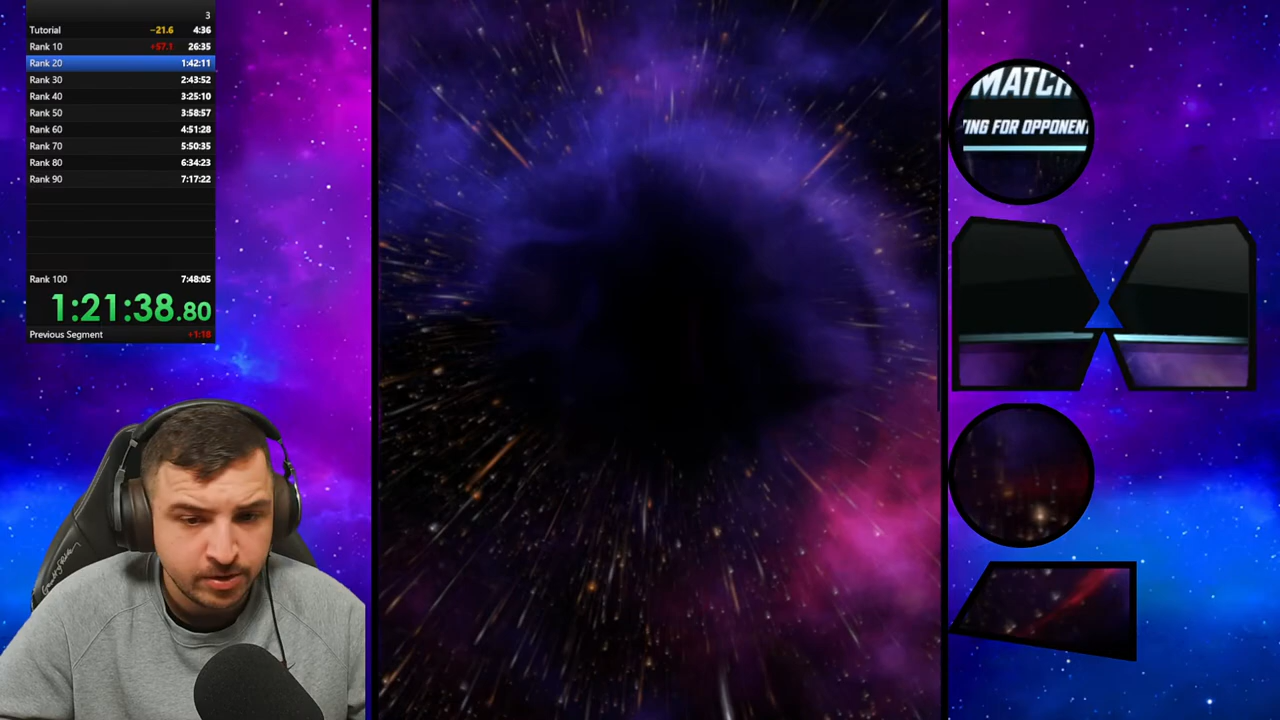 3
Tutorial −21.6 4:36
Rank 10 +57.1 26:35
Rank 20 1:42:11
Rank 30 2:43:52
Rank 40 3:25:10
Rank 50 3:58:57
Rank 60 4:51:28
Rank 70 5:50:35
Rank 80 6:34:23
Rank 90 7:17:22
Rank 100 7:48:05
1:21:38.80
Previous Segment +1:18
MATCH
ING FOR OPPONENT